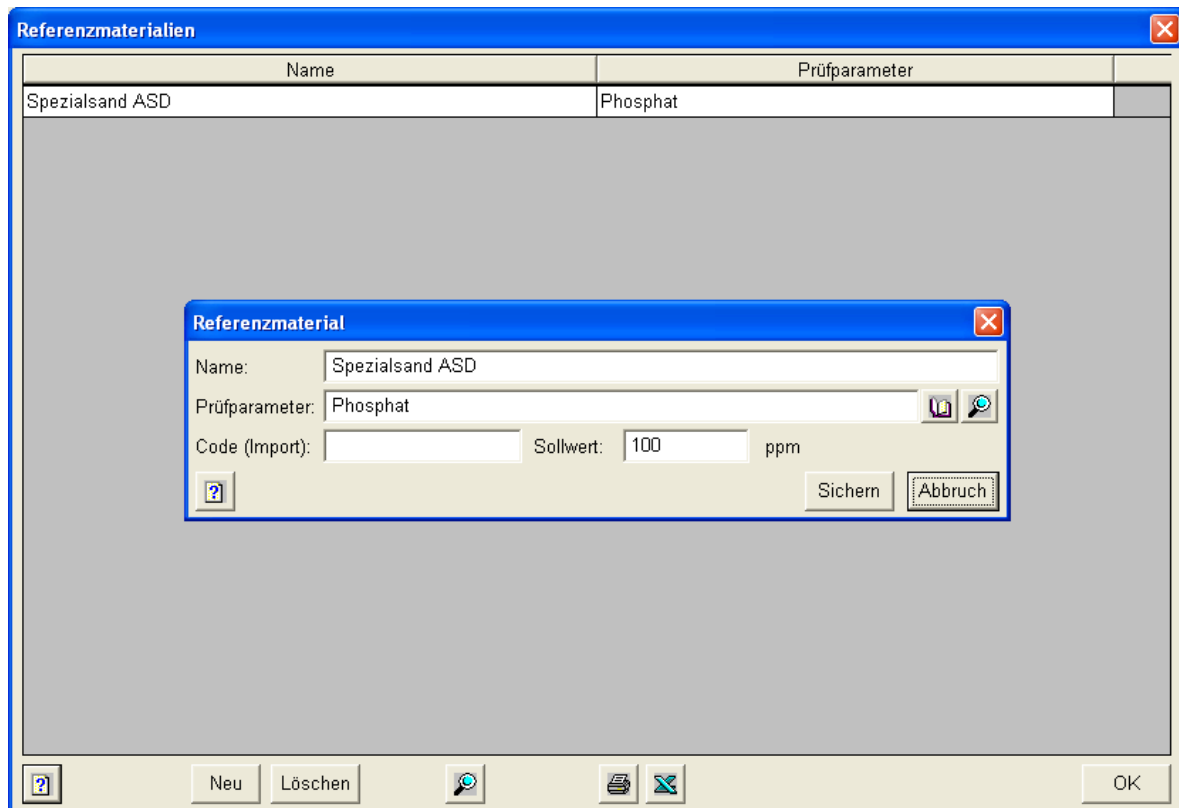 Referenzmaterialien
Name Prüfparameter
Spezialsand ASD Phosphat
Referenzmaterial
Name: Spezialsand ASD
Prüfparameter: Phosphat
Code (Import): Sollwert: 100 ppm
Sichern Abbruch
Neu Löschen OK